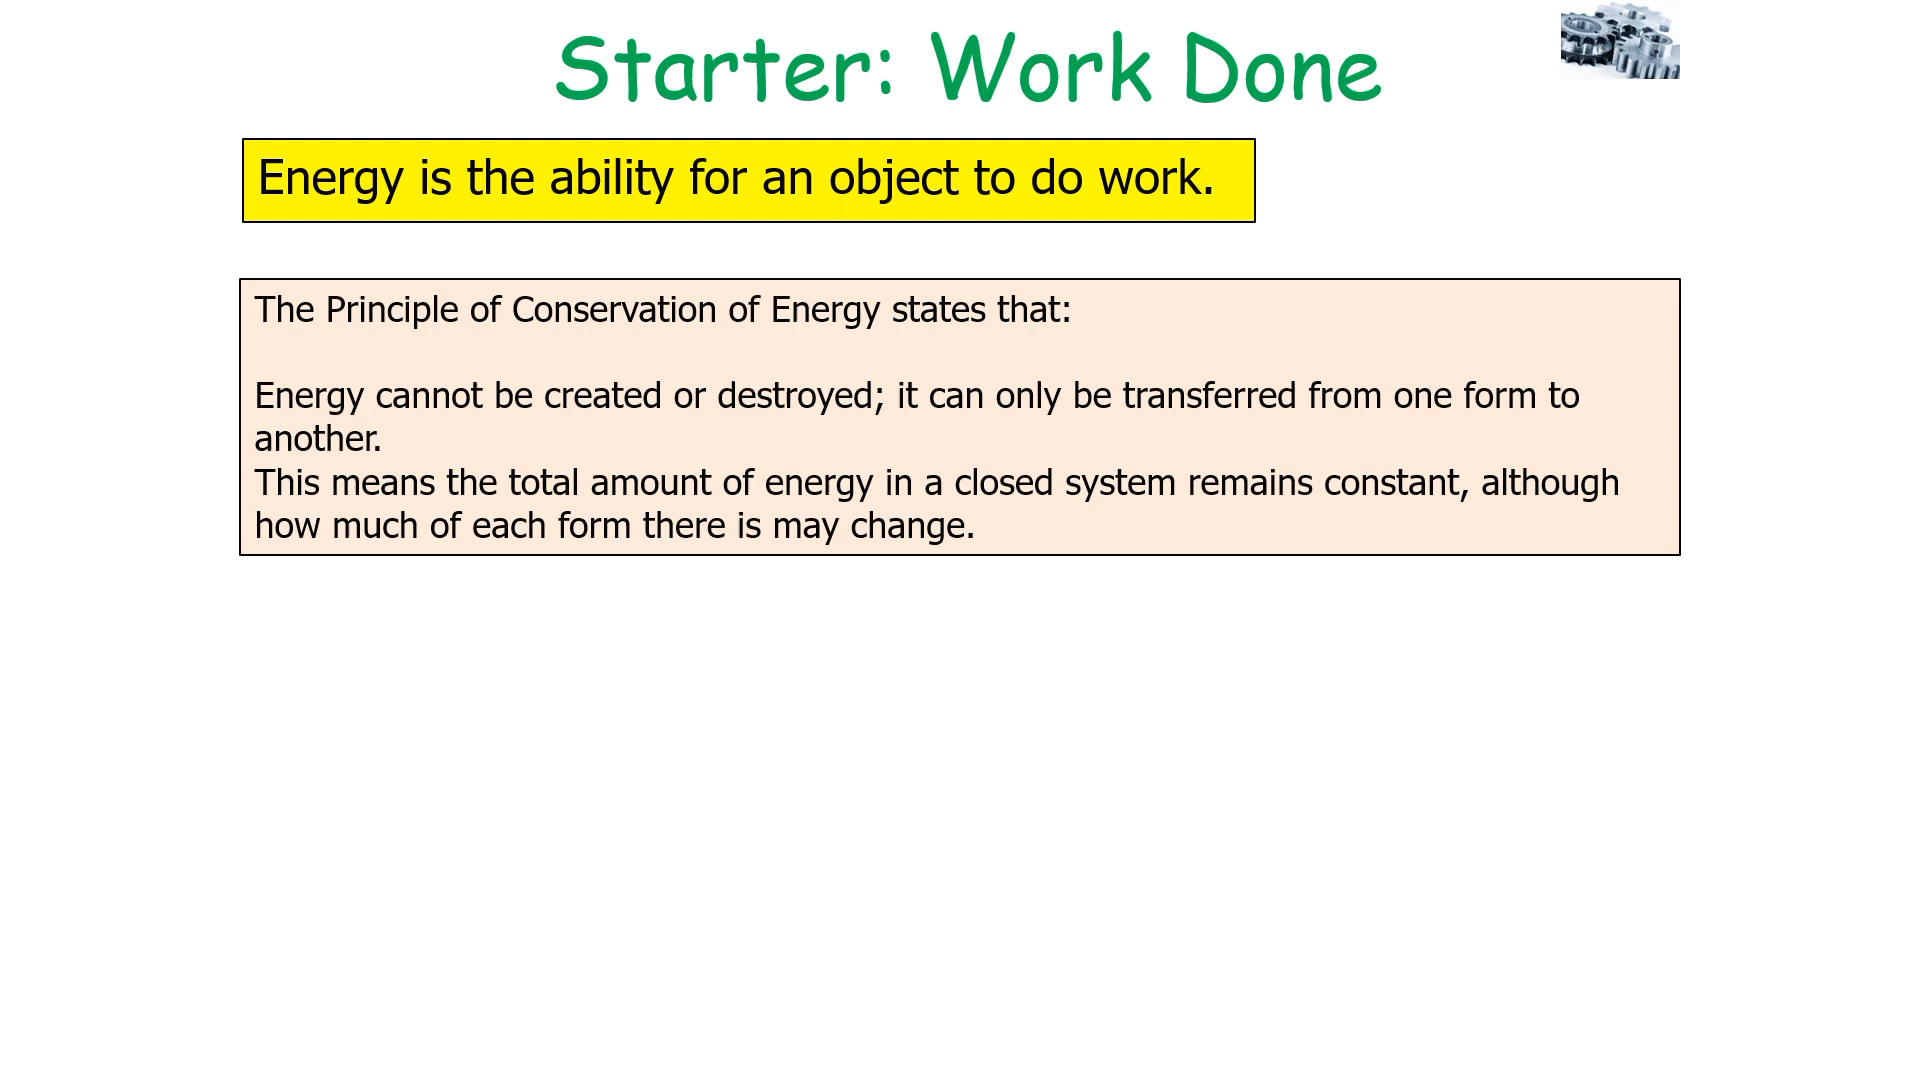 Starter: Work Done
Energy is the ability for an object to do work.
The Principle of Conservation of Energy states that:
Energy cannot be created or destroyed; it can only be transferred from one form to
another.
This means the total amount of energy in a closed system remains constant, although
how much of each form there is may change.